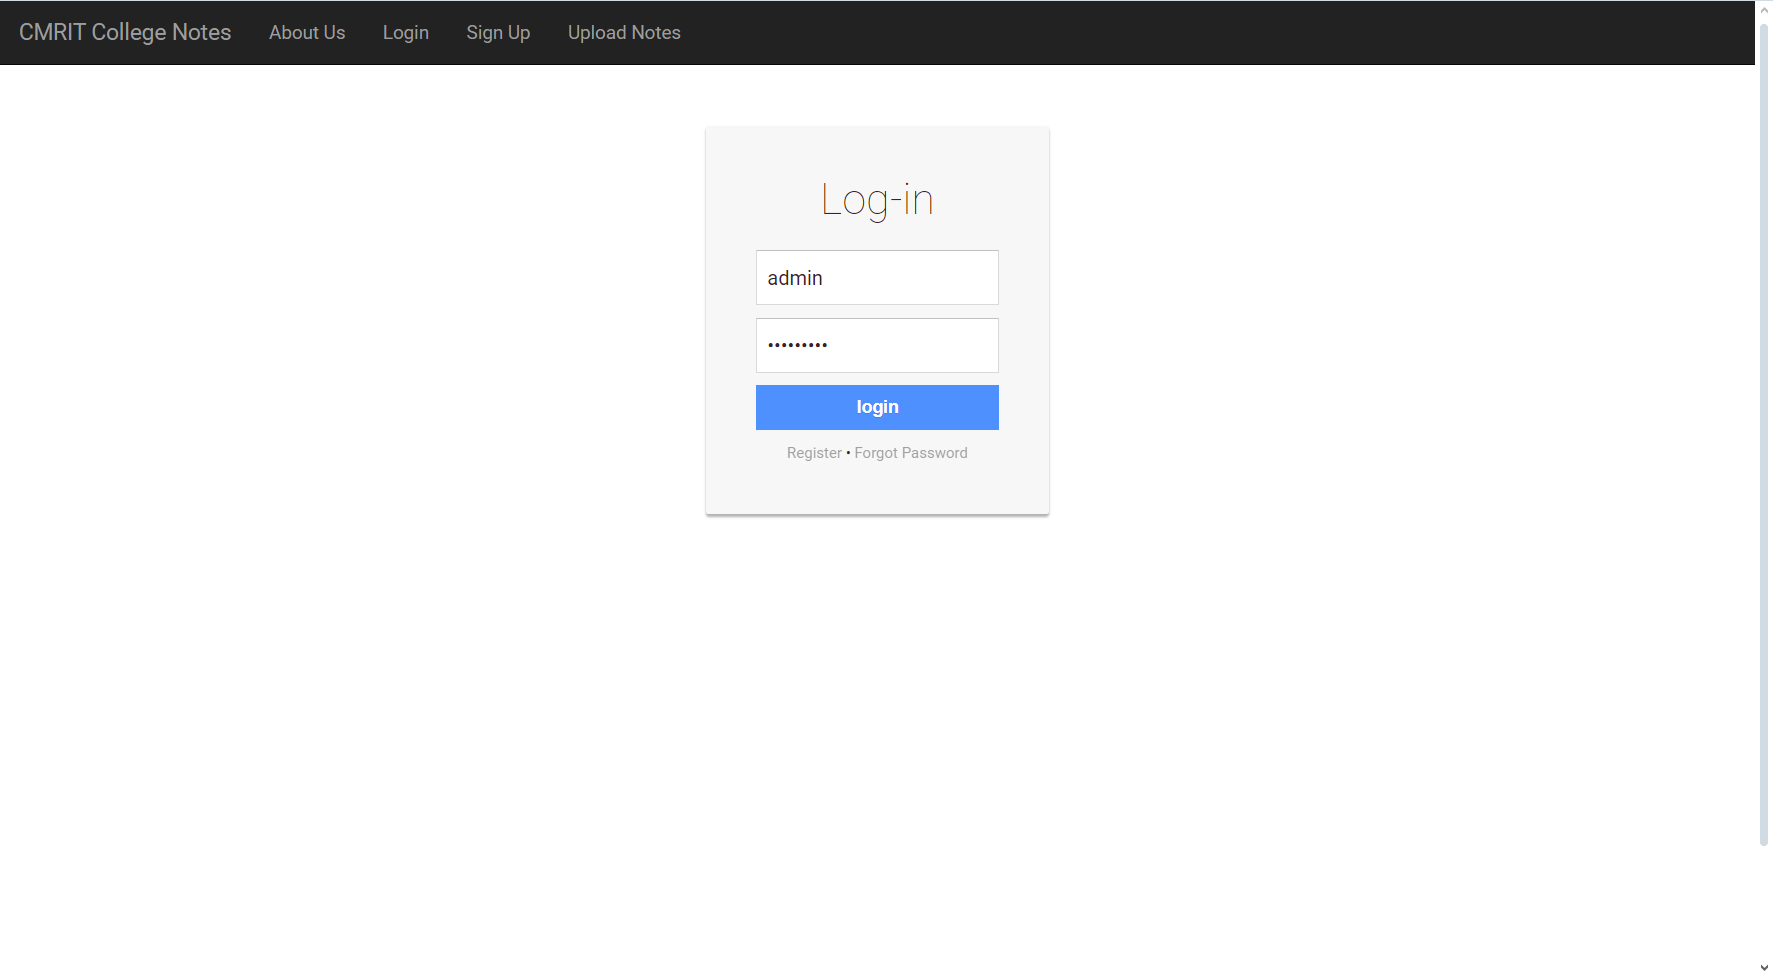 CMRIT College Notes About Us Login Sign Up Upload Notes
Log-in
admin
•••••••••
login
Register • Forgot Password